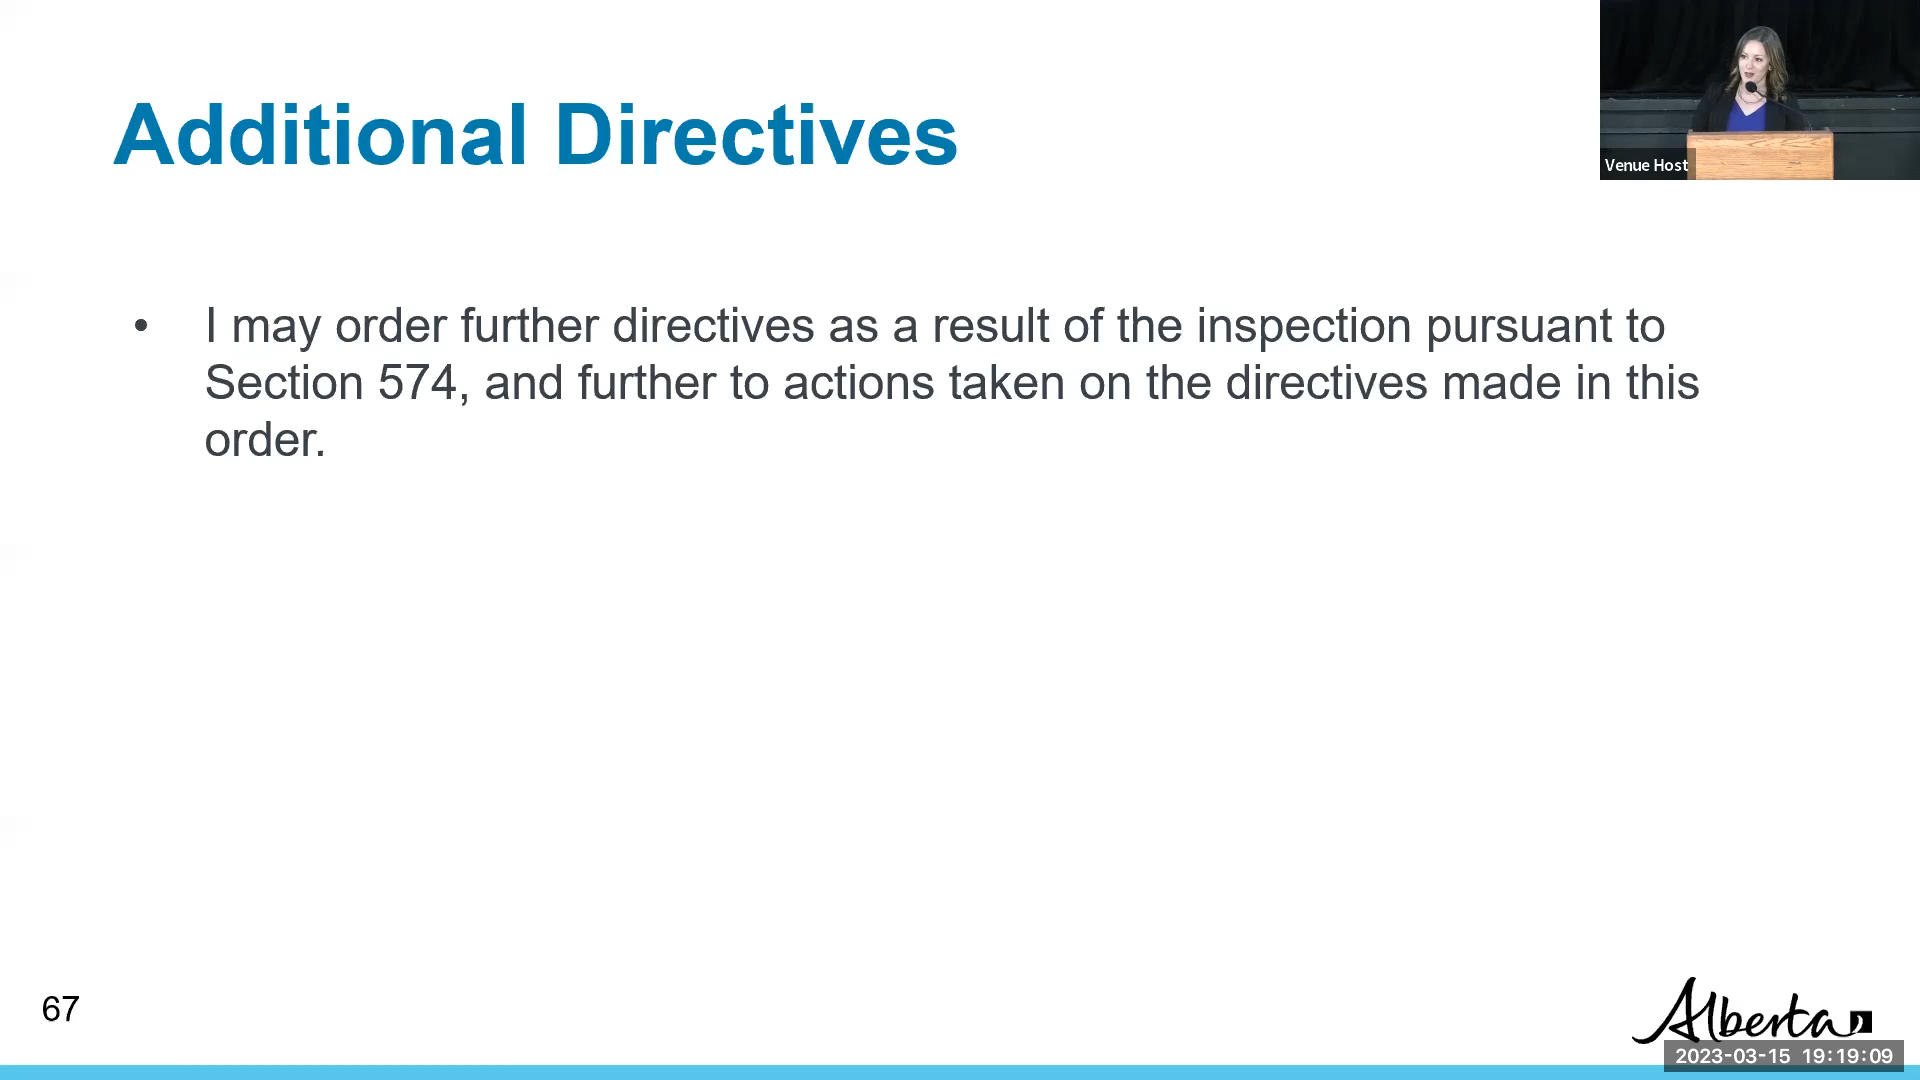 Additional Directives
Venue Host
• I may order further directives as a result of the inspection pursuant to
Section 574, and further to actions taken on the directives made in this
order.
67
Alberta
2023-03-15 19:19:09